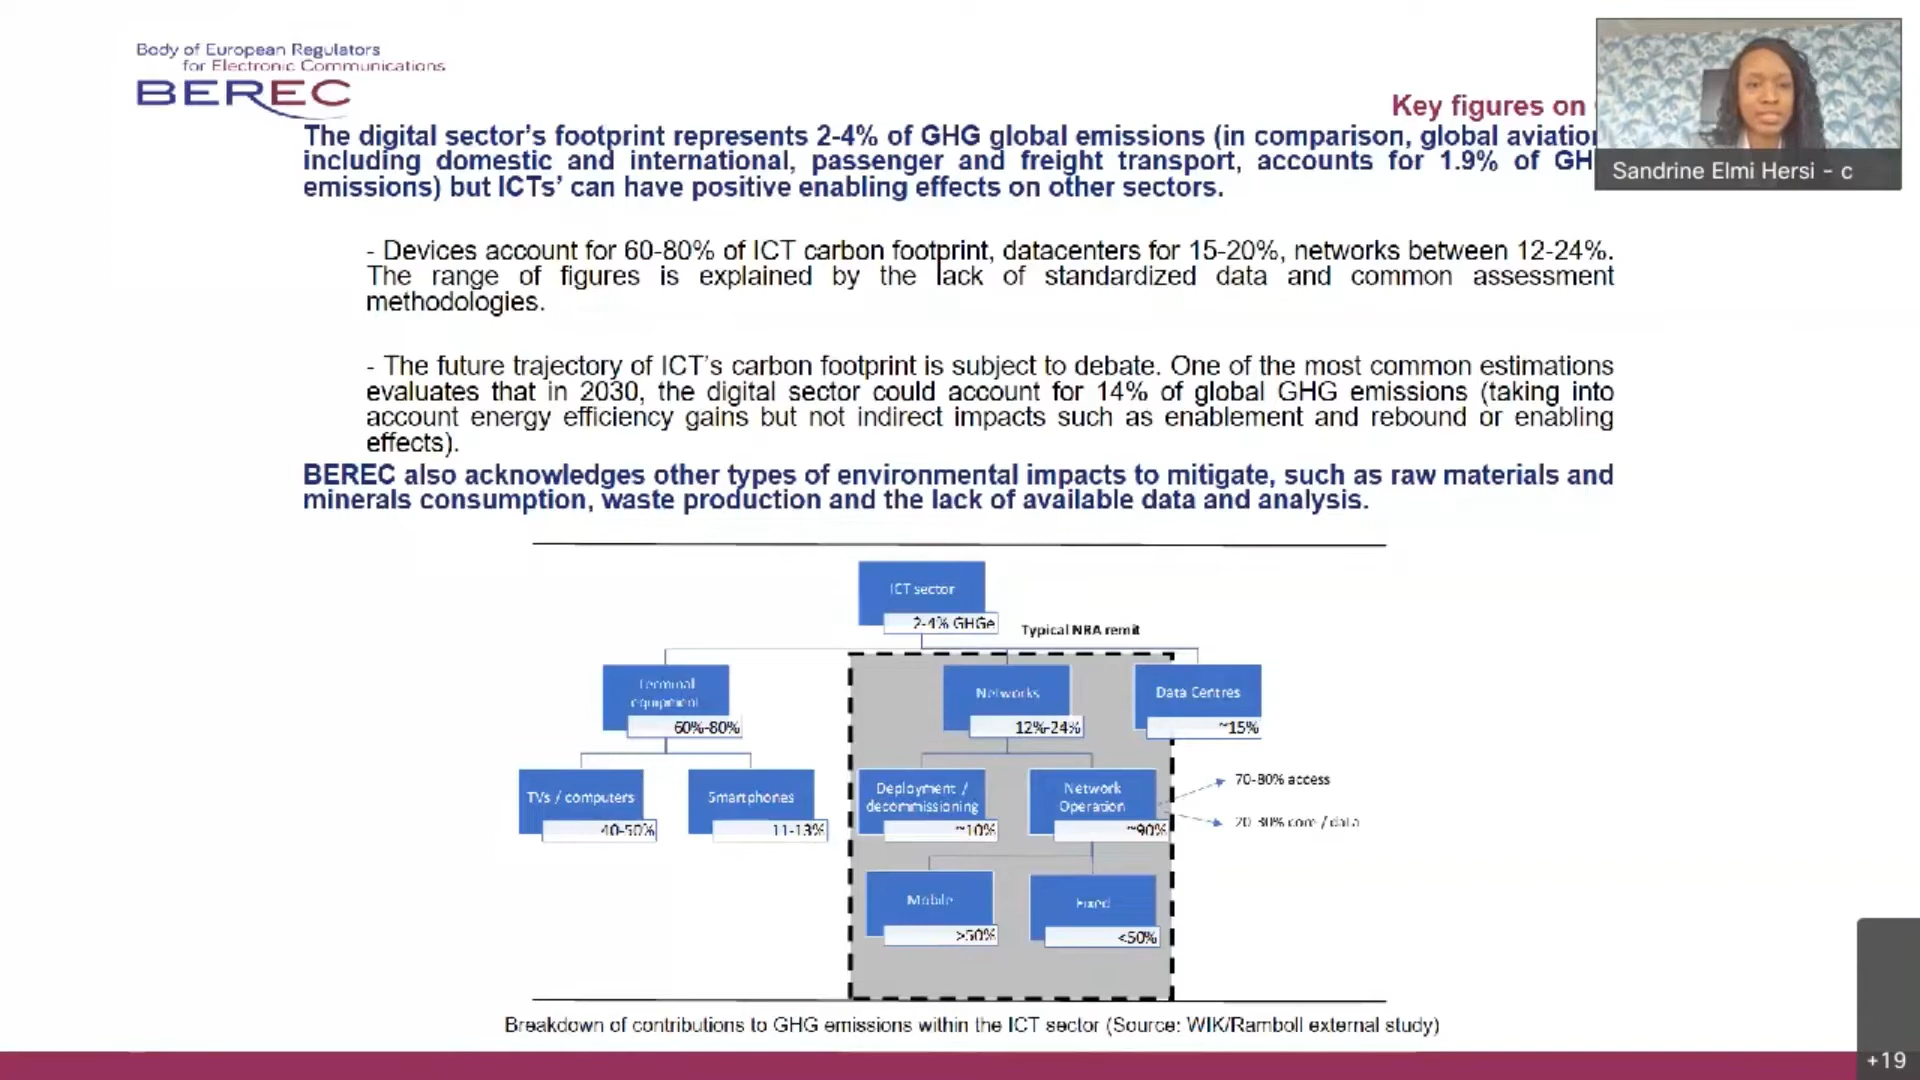 Body of European Regulators
for Electronic Communications
BEREC
Key figures on
The digital sector's footprint represents 2-4% of GHG global emissions (in comparison, global aviation
including domestic and international, passenger and freight transport, accounts for 1.9% of GH
emissions) but ICTs' can have positive enabling effects on other sectors.
Sandrine Elmi Hersi - c
- Devices account for 60-80% of ICT carbon footprint, datacenters for 15-20%, networks between 12-24%.
The range of figures is explained by the lack of standardized data and common assessment
methodologies.
- The future trajectory of ICT's carbon footprint is subject to debate. One of the most common estimations
evaluates that in 2030, the digital sector could account for 14% of global GHG emissions (taking into
account energy efficiency gains but not indirect impacts such as enablement and rebound or enabling
effects).
BEREC also acknowledges other types of environmental impacts to mitigate, such as raw materials and
minerals consumption, waste production and the lack of available data and analysis.
ICT sector
2-4% GHGe
Typical NRA remit
Terminal
equipment
60%-80%
Networks
12%-24%
Data Centres
~15%
TVs / computers
40-50%
Smartphones
11-13%
Deployment /
decommissioning
~10%
Network
Operation
~90%
70-80% access
20-30% core / data
Mobile
>50%
Fixed
<50%
Breakdown of contributions to GHG emissions within the ICT sector (Source: WIK/Ramboll external study)
+19